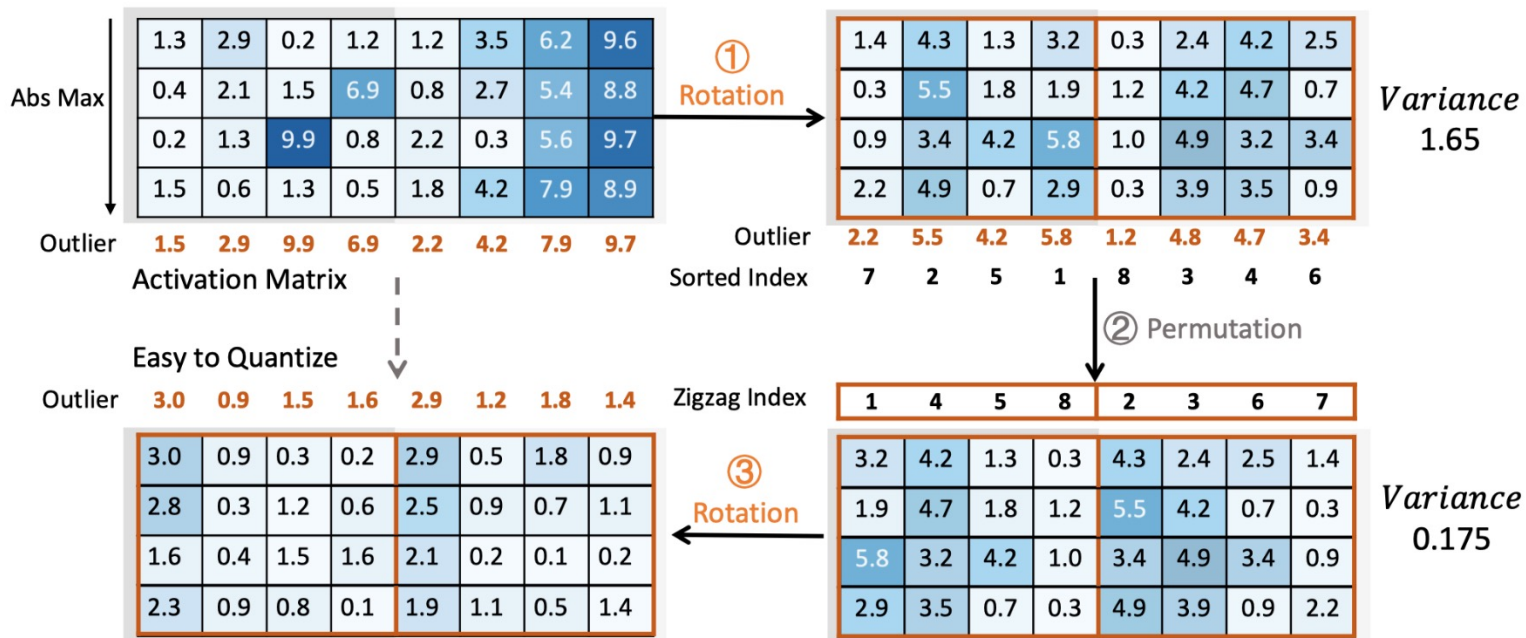 Abs Max
1.3 2.9 0.2 1.2 1.2 3.5 6.2 9.6
0.4 2.1 1.5 6.9 0.8 2.7 5.4 8.8
0.2 1.3 9.9 0.8 2.2 0.3 5.6 9.7
1.5 0.6 1.3 0.5 1.8 4.2 7.9 8.9
Outlier 1.5 2.9 9.9 6.9 2.2 4.2 7.9 9.7
Activation Matrix
① Rotation
1.4 4.3 1.3 3.2 0.3 2.4 4.2 2.5
0.3 5.5 1.8 1.9 1.2 4.2 4.7 0.7
0.9 3.4 4.2 5.8 1.0 4.9 3.2 3.4
2.2 4.9 0.7 2.9 0.3 3.9 3.5 0.9
Variance
1.65
Outlier 2.2 5.5 4.2 5.8 1.2 4.8 4.7 3.4
Sorted Index 7 2 5 1 8 3 4 6
② Permutation
Zigzag Index 1 4 5 8 2 3 6 7
3.2 4.2 1.3 0.3 4.3 2.4 2.5 1.4
1.9 4.7 1.8 1.2 5.5 4.2 0.7 0.3
5.8 3.2 4.2 1.0 3.4 4.9 3.4 0.9
2.9 3.5 0.7 0.3 4.9 3.9 0.9 2.2
Variance
0.175
③
Rotation
Easy to Quantize
Outlier 3.0 0.9 1.5 1.6 2.9 1.2 1.8 1.4
3.0 0.9 0.3 0.2 2.9 0.5 1.8 0.9
2.8 0.3 1.2 0.6 2.5 0.9 0.7 1.1
1.6 0.4 1.5 1.6 2.1 0.2 0.1 0.2
2.3 0.9 0.8 0.1 1.9 1.1 0.5 1.4